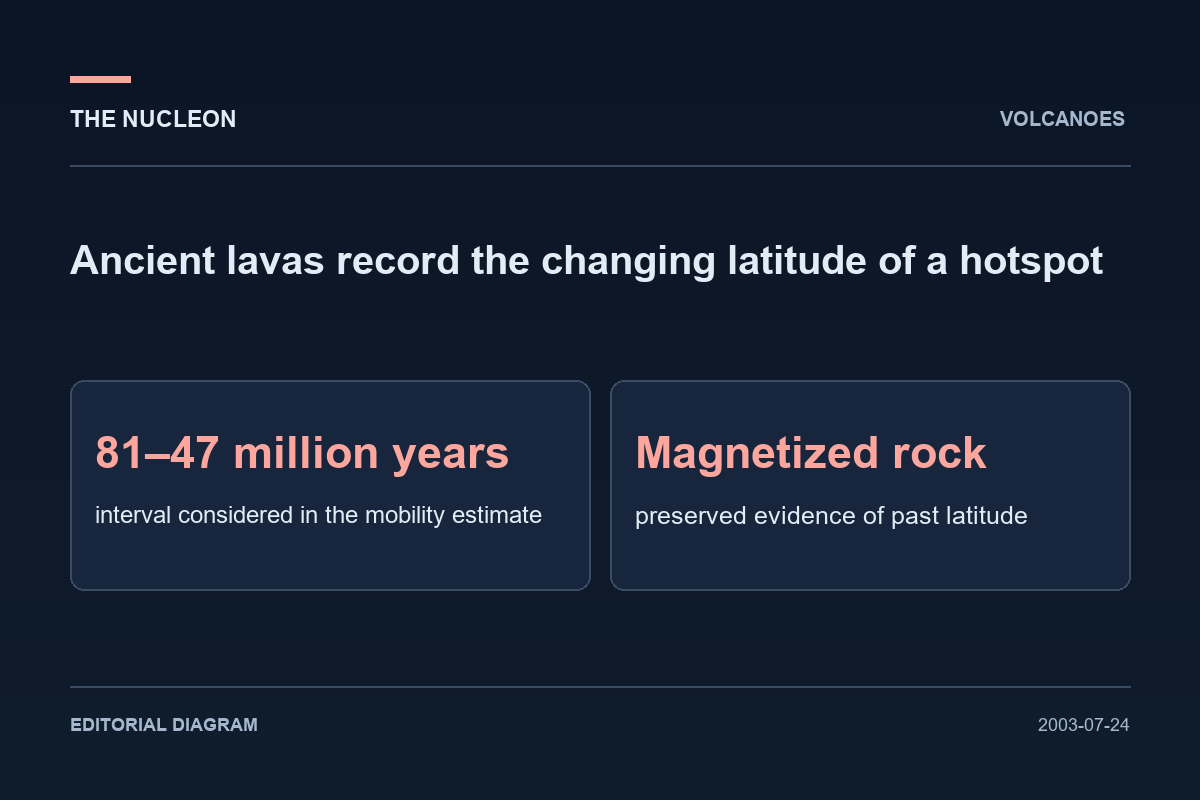 THE NUCLEON
VOLCANOES
Ancient lavas record the changing latitude of a hotspot
81–47 million years
interval considered in the mobility estimate
Magnetized rock
preserved evidence of past latitude
EDITORIAL DIAGRAM
2003-07-24